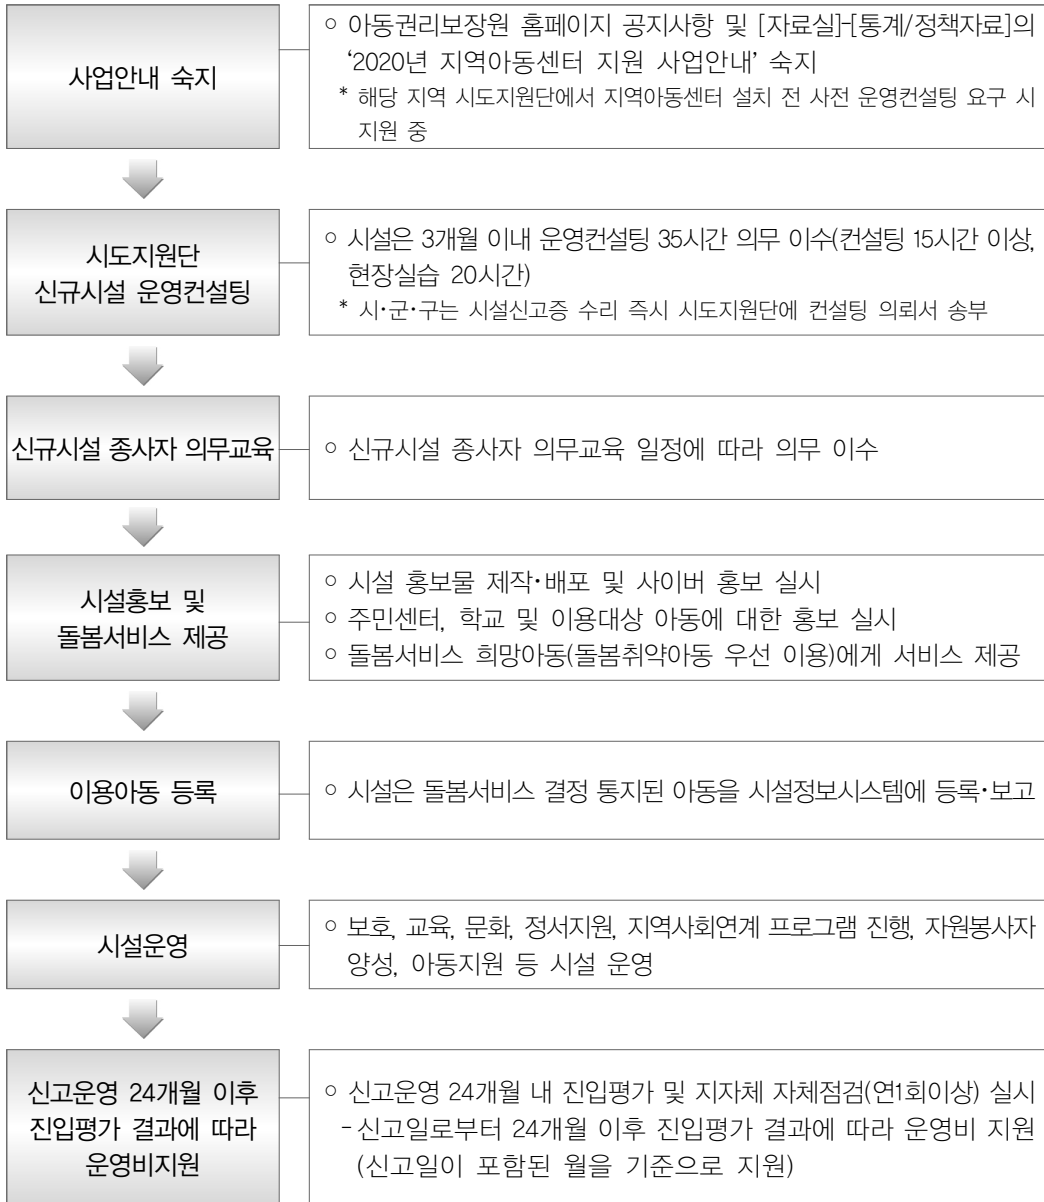 사업안내 숙지
○ 아동권리보장원 홈페이지 공지사항 및 [자료실]-[통계/정책자료]의
‘2020년 지역아동센터 지원 사업안내’ 숙지
* 해당 지역 시도지원단에서 지역아동센터 설치 전 사전 운영컨설팅 요구 시
지원 중
시도지원단
신규시설 운영컨설팅
○ 시설은 3개월 이내 운영컨설팅 35시간 의무 이수(컨설팅 15시간 이상,
현장실습 20시간)
* 시・군・구는 시설신고증 수리 즉시 시도지원단에 컨설팅 의뢰서 송부
신규시설 종사자 의무교육
○ 신규시설 종사자 의무교육 일정에 따라 의무 이수
시설홍보 및
돌봄서비스 제공
○ 시설 홍보물 제작・배포 및 사이버 홍보 실시
○ 주민센터, 학교 및 이용대상 아동에 대한 홍보 실시
○ 돌봄서비스 희망아동(돌봄취약아동 우선 이용)에게 서비스 제공
이용아동 등록
○ 시설은 돌봄서비스 결정 통지된 아동을 시설정보시스템에 등록・보고
시설운영
○ 보호, 교육, 문화, 정서지원, 지역사회연계 프로그램 진행, 자원봉사자
양성, 아동지원 등 시설 운영
신고운영 24개월 이후
진입평가 결과에 따라
운영비지원
○ 신고운영 24개월 내 진입평가 및 지자체 자체점검(연1회이상) 실시
- 신고일로부터 24개월 이후 진입평가 결과에 따라 운영비 지원
(신고일이 포함된 월을 기준으로 지원)